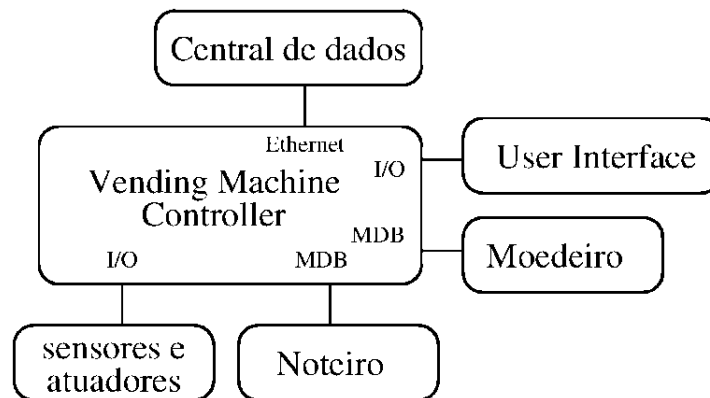 Central de dados
Ethernet
I/O
User Interface
Vending Machine
Controller
MDB
Moedeiro
I/O
MDB
sensores e
atuadores
Noteiro